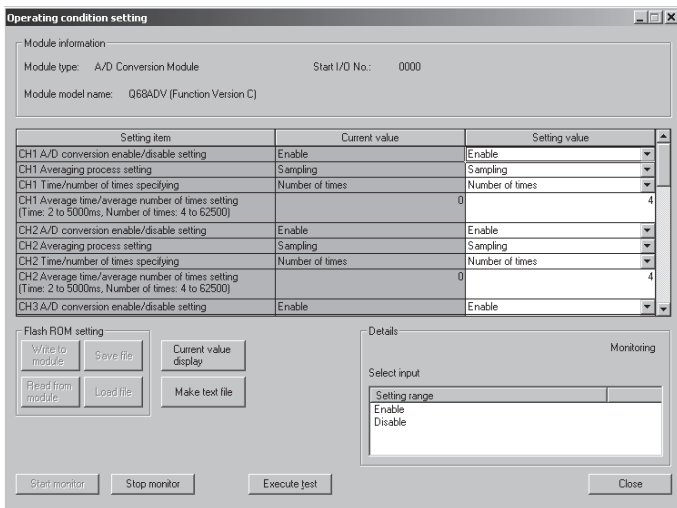 Operating condition setting
Module information
Module type: A/D Conversion Module Start I/O No.: 0000
Module model name: Q68ADV (Function Version C)
Setting item Current value Setting value
CH1 A/D conversion enable/disable setting Enable Enable
CH1 Averaging process setting Sampling Sampling
CH1 Time/number of times specifying Number of times Number of times
CH1 Average time/average number of times setting
(Time: 2 to 5000ms, Number of times: 4 to 62500) 0 4
CH2 A/D conversion enable/disable setting Enable Enable
CH2 Averaging process setting Sampling Sampling
CH2 Time/number of times specifying Number of times Number of times
CH2 Average time/average number of times setting
(Time: 2 to 5000ms, Number of times: 4 to 62500) 0 4
CH3 A/D conversion enable/disable setting Enable Enable
Flash ROM setting
Write to
module
Save file
Current value
display
Read from
module
Load file
Make text file
Details
Monitoring
Select input
Setting range
Enable
Disable
Start monitor Stop monitor Execute test Close